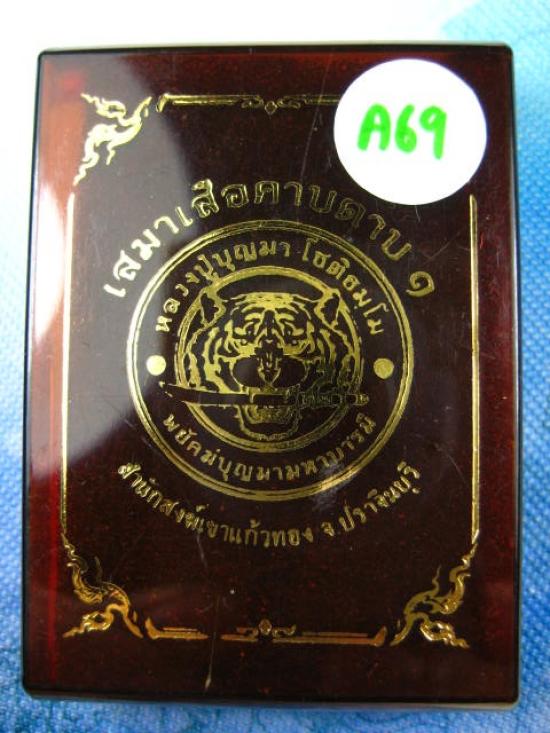 A69
เสมาเสือคาบดาบ ๑
หลวงปู่บุญมา โชติธมฺโม
พยัคฆ์บุญมามหาบารมี
สำนักสงฆ์เขาแก้วทอง จ.ปราจีนบุรี